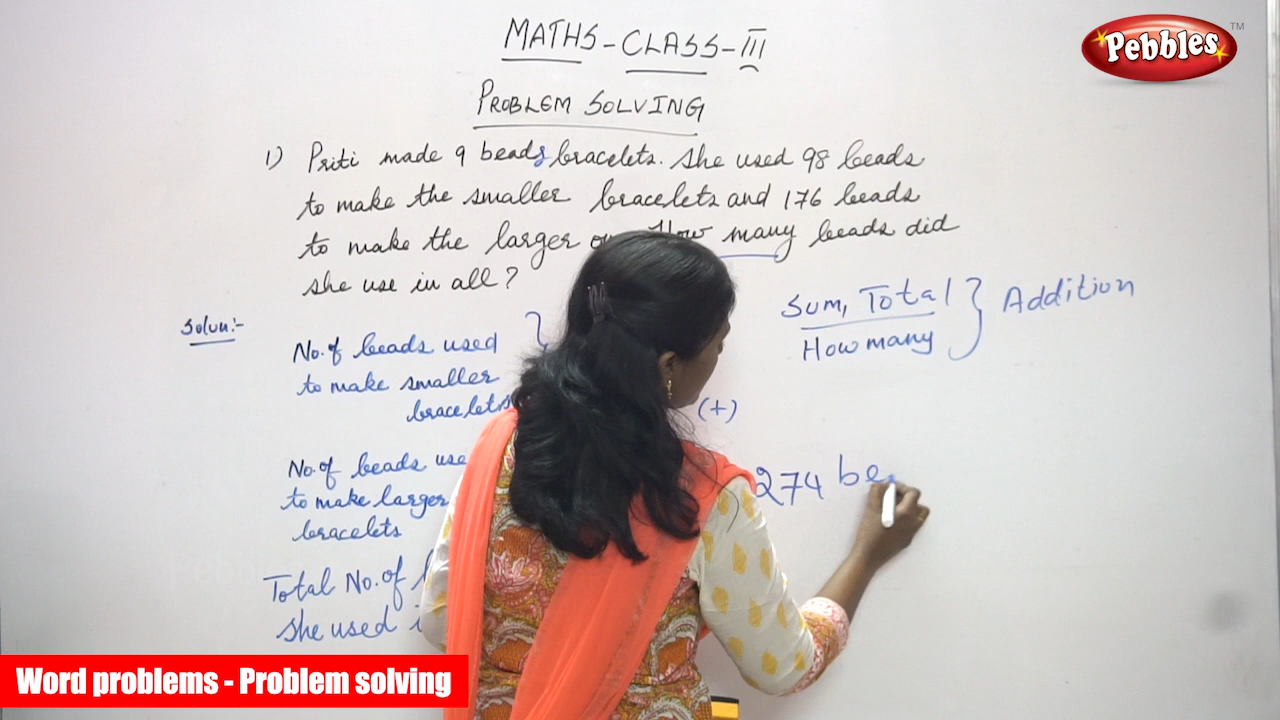 MATHS-CLASS-III
Pebbles TM
PROBLEM SOLVING
1) Priti made 9 beads bracelets. She used 98 beads
to make the smaller bracelets and 176 beads
to make the larger How many beads did
she use in all?
Solun:-
No. of beads used
to make smaller
bracelets
Sum, Total
How many
} Addition
(+)
No. of beads
to make larger
bracelets
274
Total No. of
she used
Word problems - Problem solving